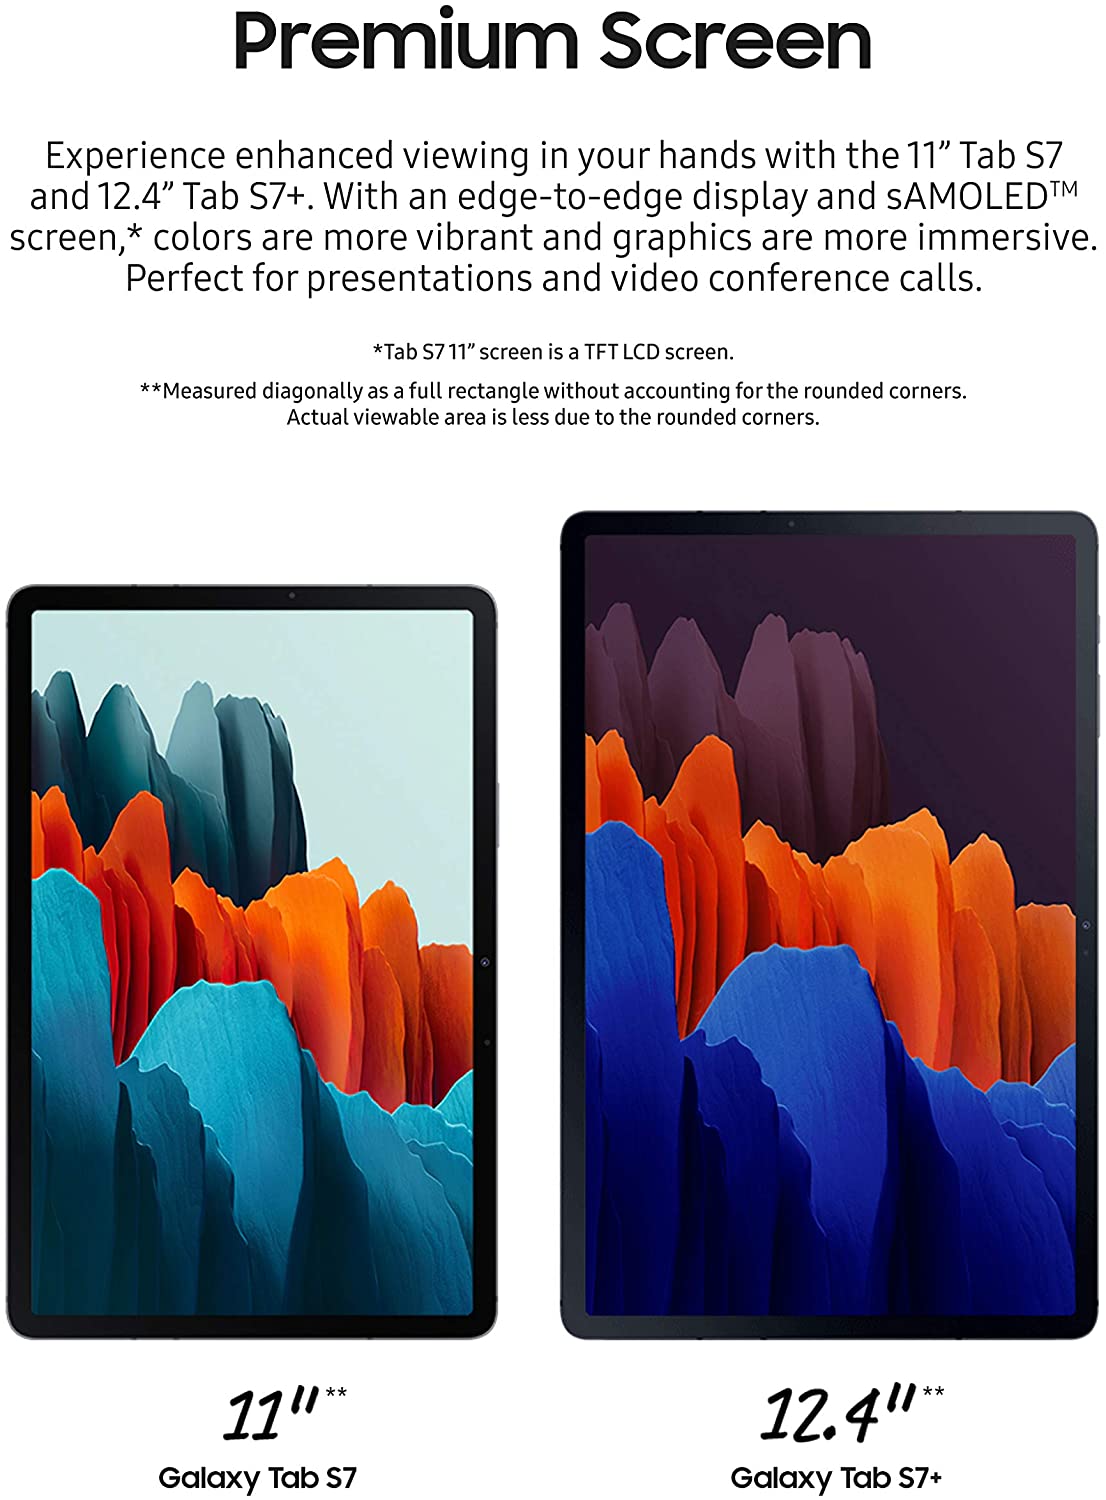 Premium Screen
Experience enhanced viewing in your hands with the 11” Tab S7
and 12.4” Tab S7+. With an edge-to-edge display and sAMOLED™
screen,* colors are more vibrant and graphics are more immersive.
Perfect for presentations and video conference calls.
*Tab S7 11” screen is a TFT LCD screen.
**Measured diagonally as a full rectangle without accounting for the rounded corners.
Actual viewable area is less due to the rounded corners.
11"**
Galaxy Tab S7
12.4"**
Galaxy Tab S7+